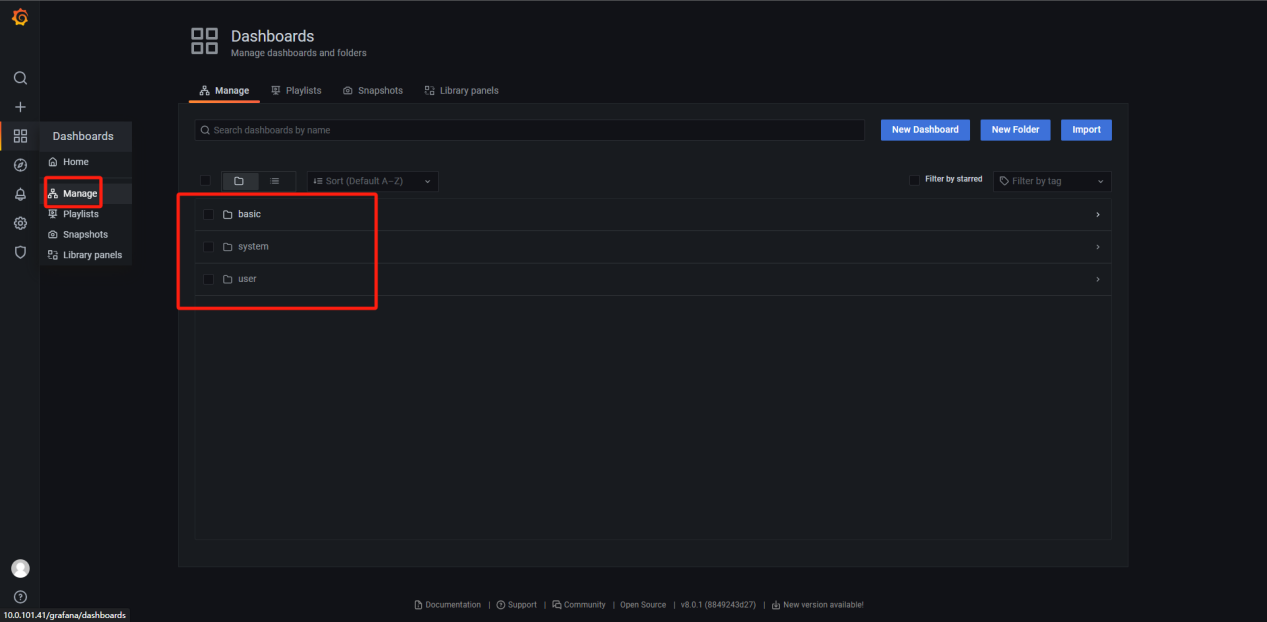 Dashboards
Manage dashboards and folders
Manage Playlists Snapshots Library panels
Search dashboards by name New Dashboard New Folder Import
Dashboards
Home
Manage
Playlists
Snapshots
Library panels
Sort (Default A–Z) Filter by starred Filter by tag
basic
system
user
Documentation | Support | Community | Open Source | v8.0.1 (8849243d27) | New version available!
10.0.101.41/grafana/dashboards